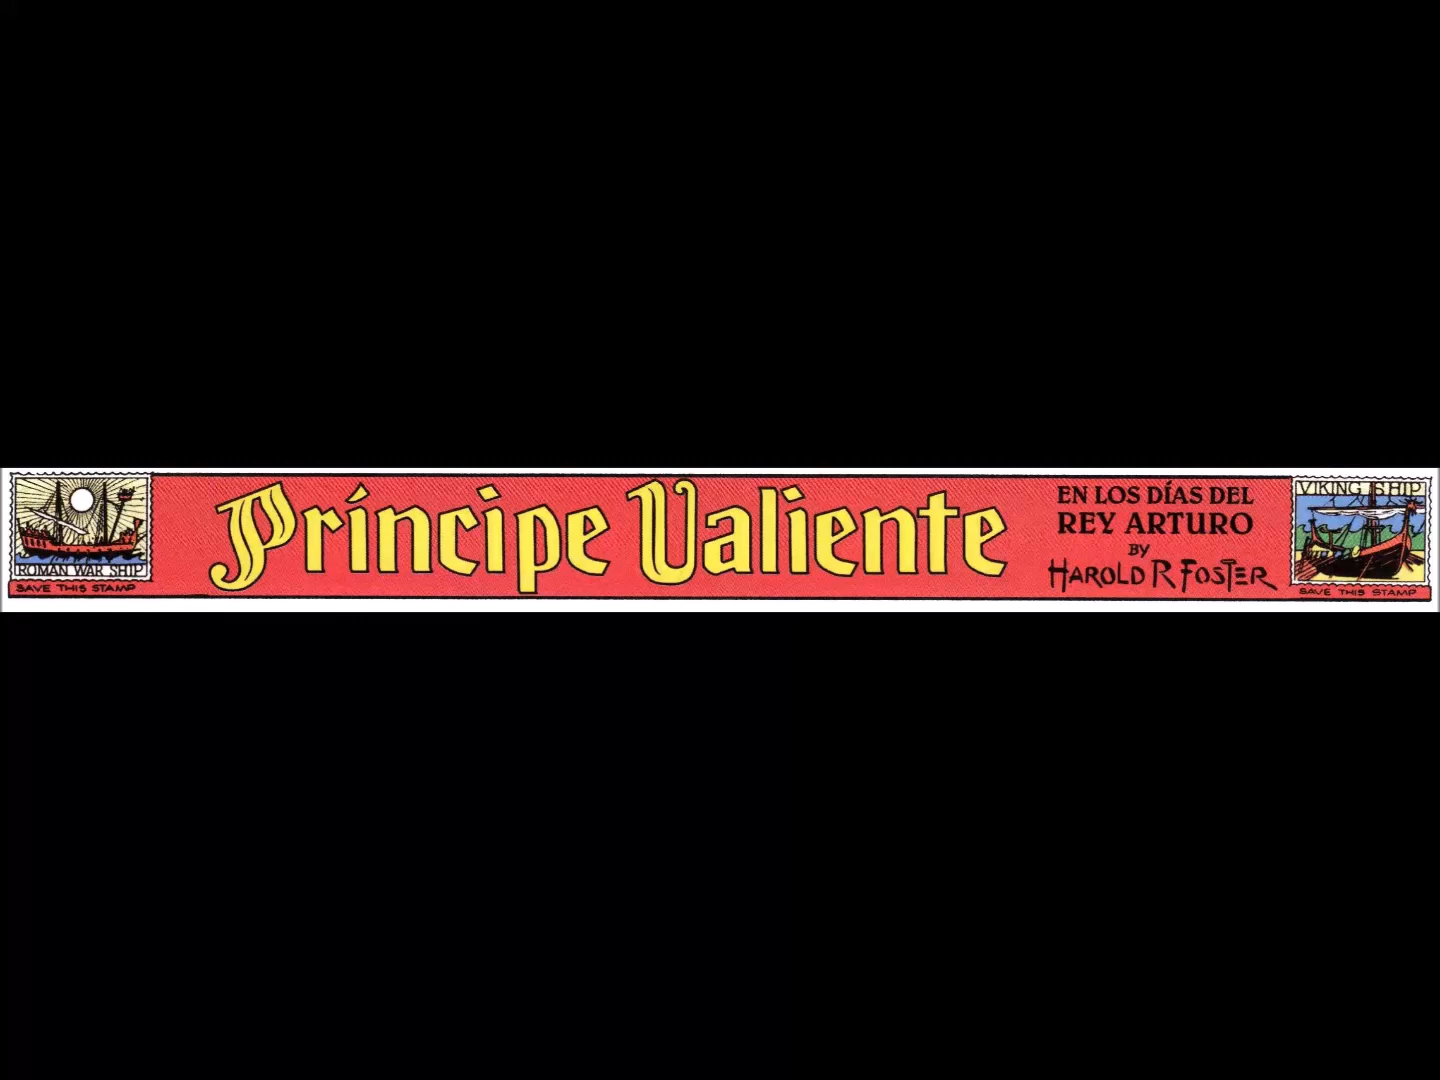 ROMAN WAR SHIP
SAVE THIS STAMP
Príncipe Valiente
EN LOS DÍAS DEL
REY ARTURO
BY
HAROLD R FOSTER
VIKING SHIP
SAVE THIS STAMP